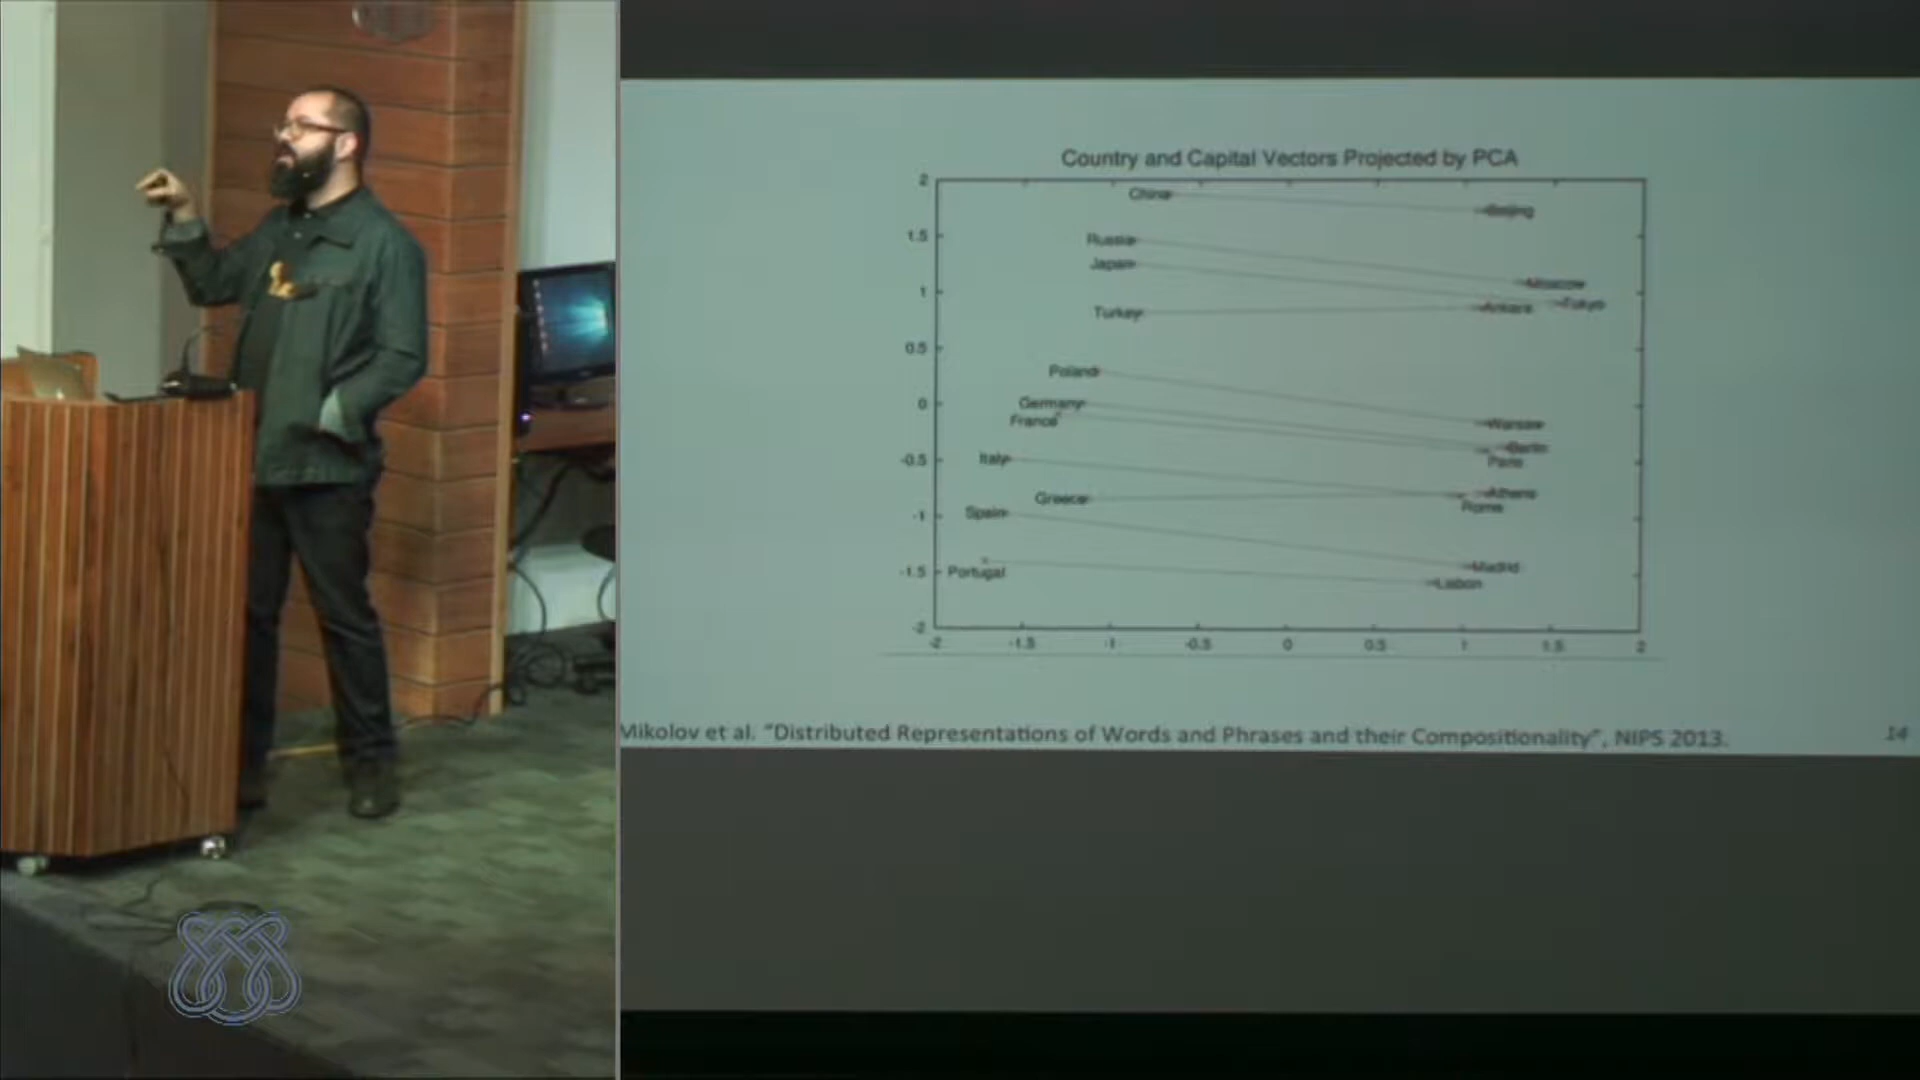 Country and Capital Vectors Projected by PCA
2
China
Beijing
1.5
Russia
Japan
Moscow
1
Tokyo
Turkey
Ankara
0.5
Poland
0
Germany
France
Warsaw
Berlin
-0.5
Italy
Paris
Greece
Athens
Rome
-1
Spain
Madrid
-1.5
Portugal
Lisbon
-2
-2 -1.5 -1 -0.5 0 0.5 1 1.5 2
Mikolov et al. "Distributed Representations of Words and Phrases and their Compositionality", NIPS 2013.
14